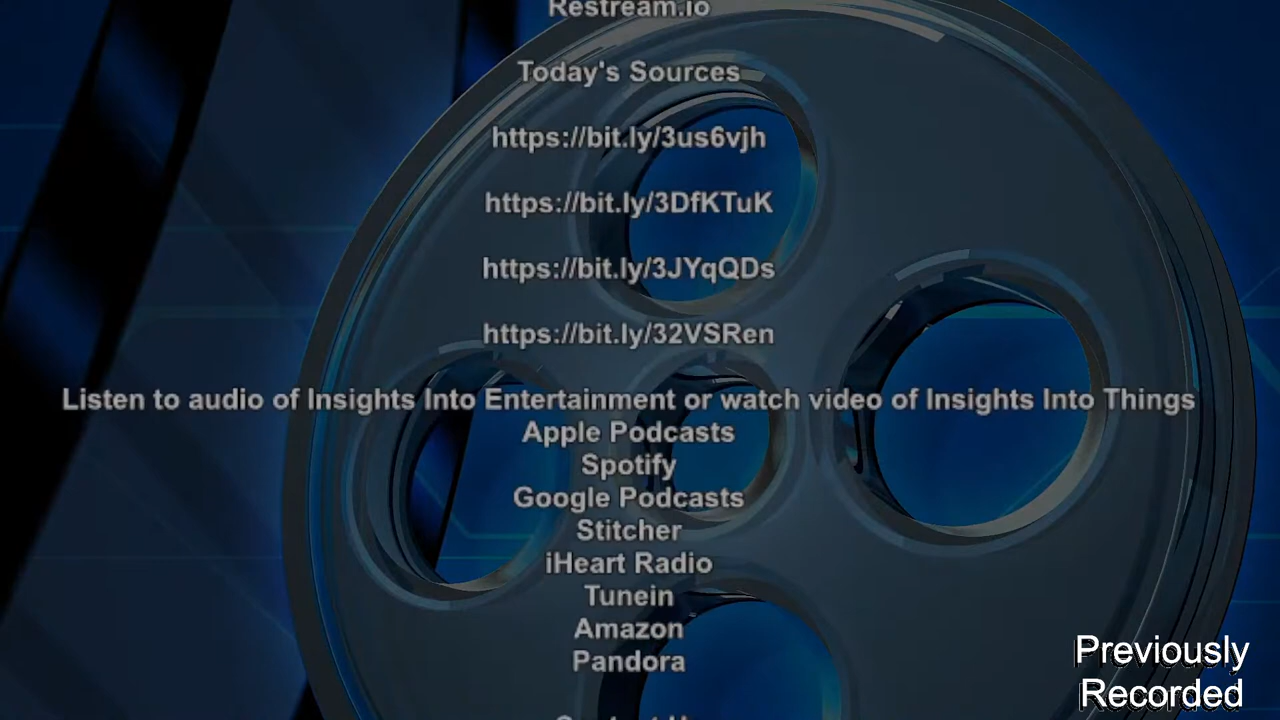 Restream.io
Today's Sources
https://bit.ly/3us6vjh
https://bit.ly/3DfKTuK
https://bit.ly/3JYqQDs
https://bit.ly/32VSRen
Listen to audio of Insights Into Entertainment or watch video of Insights Into Things
Apple Podcasts
Spotify
Google Podcasts
Stitcher
iHeart Radio
Tunein
Amazon
Pandora
Previously
Recorded